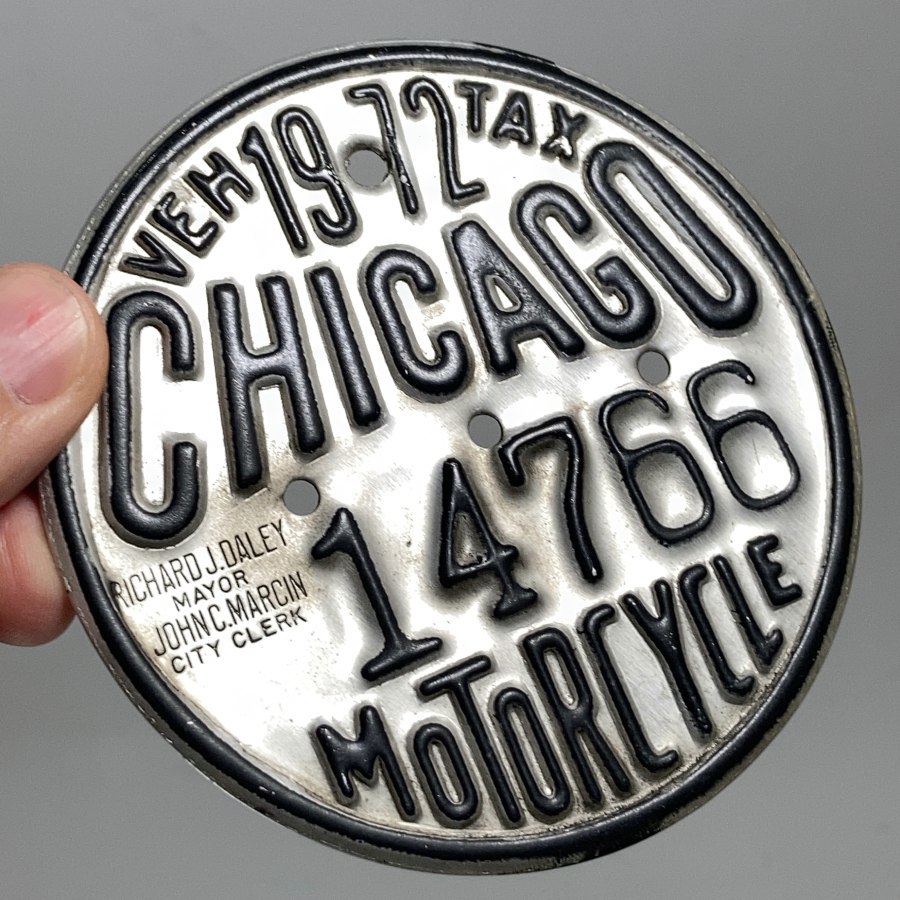 VEH 1972 TAX
CHICAGO
14766
RICHARD J. DALEY
MAYOR
JOHN C. MARCIN
CITY CLERK
MOTORCYCLE